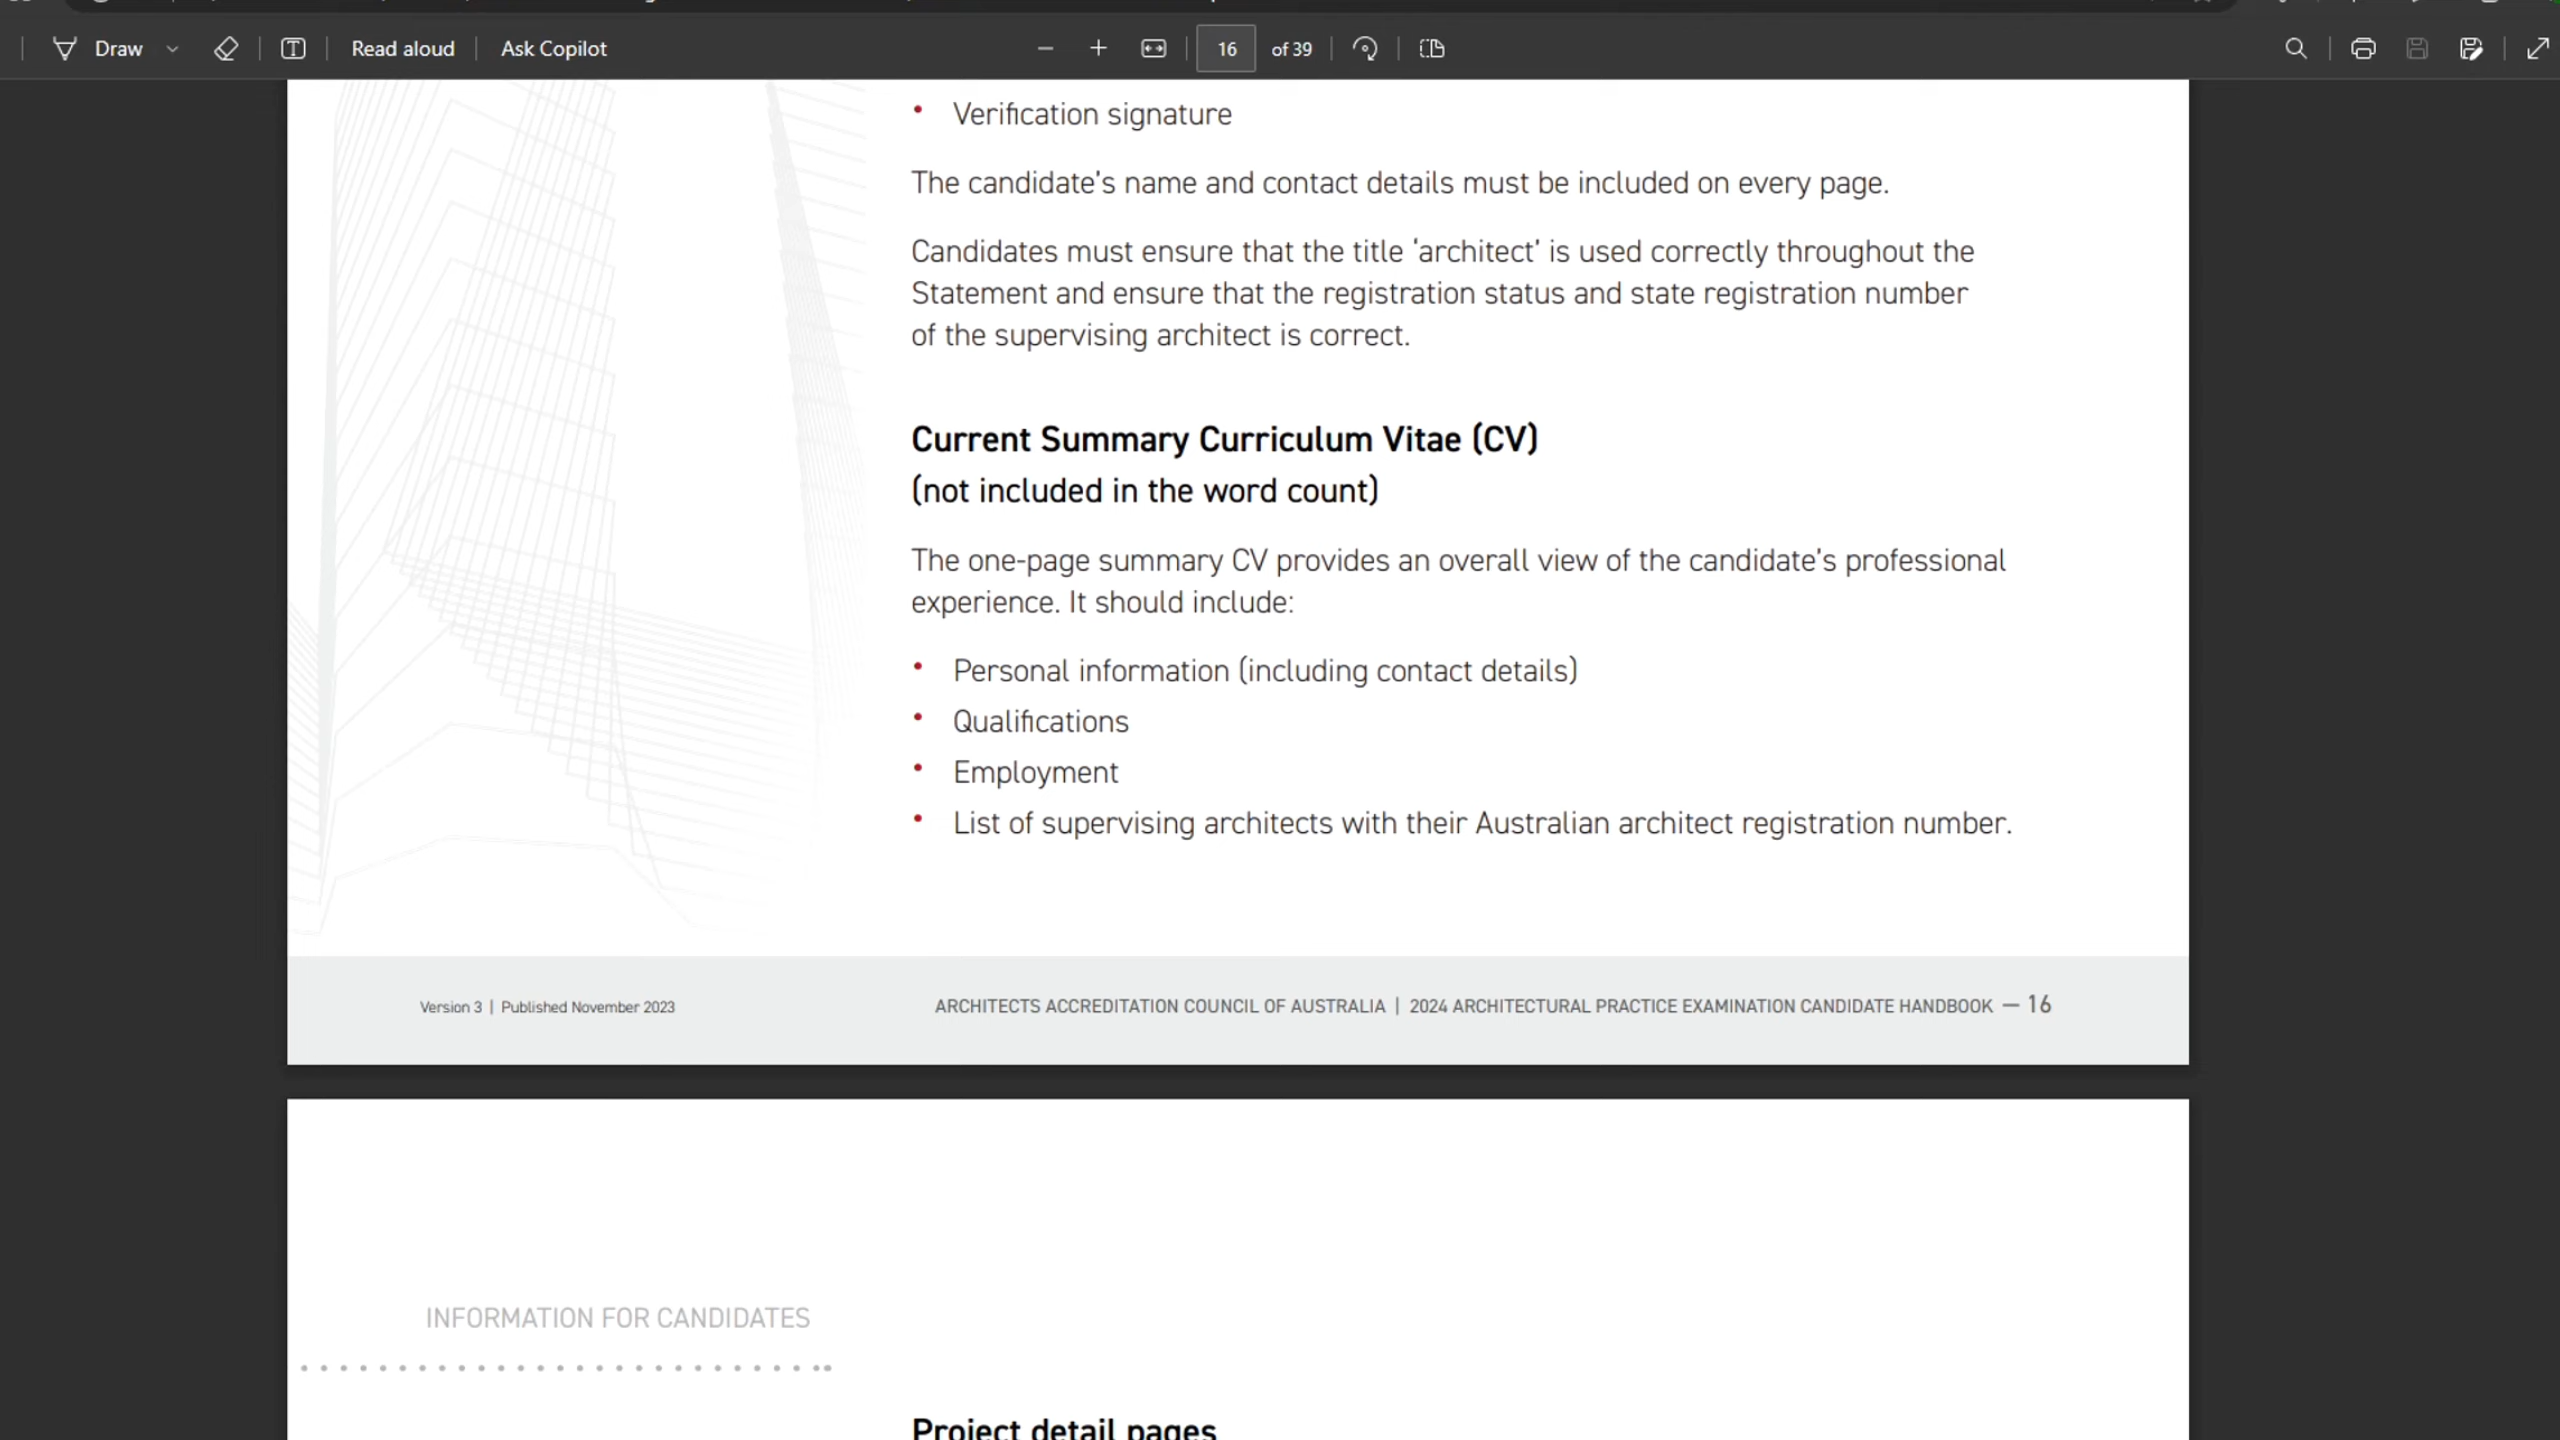 Draw
Read aloud
Ask Copilot
16 of 39
• Verification signature
The candidate's name and contact details must be included on every page.
Candidates must ensure that the title 'architect' is used correctly throughout the
Statement and ensure that the registration status and state registration number
of the supervising architect is correct.
Current Summary Curriculum Vitae (CV)
(not included in the word count)
The one-page summary CV provides an overall view of the candidate's professional
experience. It should include:
• Personal information (including contact details)
• Qualifications
• Employment
• List of supervising architects with their Australian architect registration number.
Version 3 | Published November 2023
ARCHITECTS ACCREDITATION COUNCIL OF AUSTRALIA | 2024 ARCHITECTURAL PRACTICE EXAMINATION CANDIDATE HANDBOOK — 16
INFORMATION FOR CANDIDATES
Project detail pages